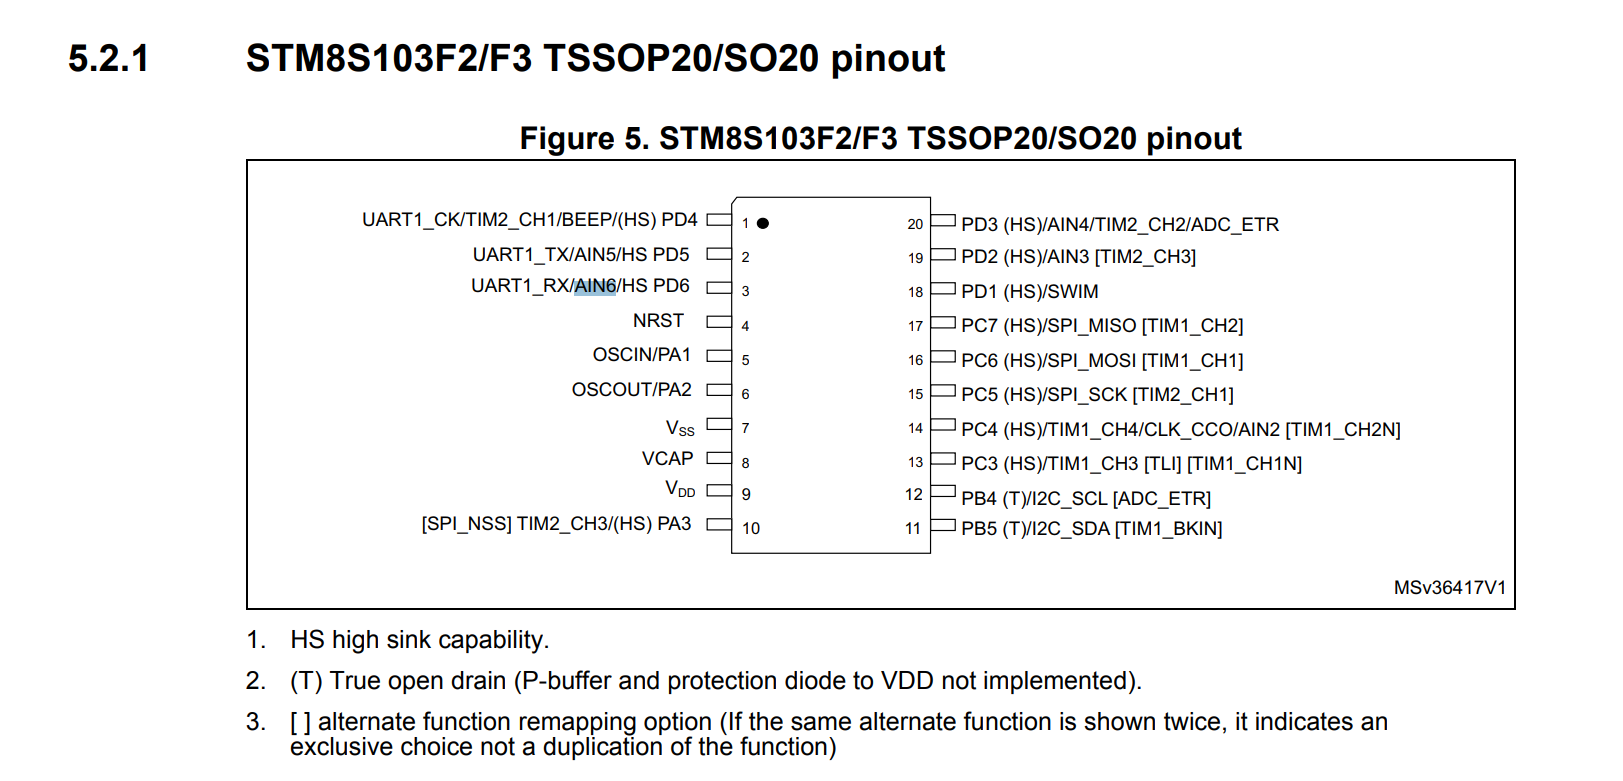 5.2.1 STM8S103F2/F3 TSSOP20/SO20 pinout
Figure 5. STM8S103F2/F3 TSSOP20/SO20 pinout
UART1_CK/TIM2_CH1/BEEP/(HS) PD4 1 20 PD3 (HS)/AIN4/TIM2_CH2/ADC_ETR
UART1_TX/AIN5/HS PD5 2 19 PD2 (HS)/AIN3 [TIM2_CH3]
UART1_RX/AIN6/HS PD6 3 18 PD1 (HS)/SWIM
NRST 4 17 PC7 (HS)/SPI_MISO [TIM1_CH2]
OSCIN/PA1 5 16 PC6 (HS)/SPI_MOSI [TIM1_CH1]
OSCOUT/PA2 6 15 PC5 (HS)/SPI_SCK [TIM2_CH1]
VSS 7 14 PC4 (HS)/TIM1_CH4/CLK_CCO/AIN2 [TIM1_CH2N]
VCAP 8 13 PC3 (HS)/TIM1_CH3 [TLI] [TIM1_CH1N]
VDD 9 12 PB4 (T)/I2C_SCL [ADC_ETR]
[SPI_NSS] TIM2_CH3/(HS) PA3 10 11 PB5 (T)/I2C_SDA [TIM1_BKIN]
MSv36417V1
1. HS high sink capability.
2. (T) True open drain (P-buffer and protection diode to VDD not implemented).
3. [ ] alternate function remapping option (If the same alternate function is shown twice, it indicates an
exclusive choice not a duplication of the function)